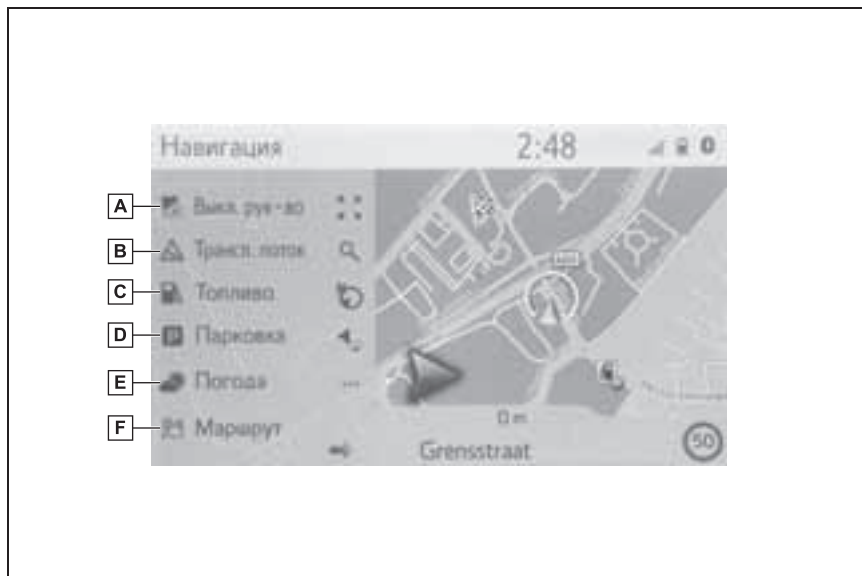 Навигация 2:48
A Выкл. рук-во
B Трансп. поток
C Топливо
D Парковка
E Погода
F Маршрут
0 m
Grensstraat 50